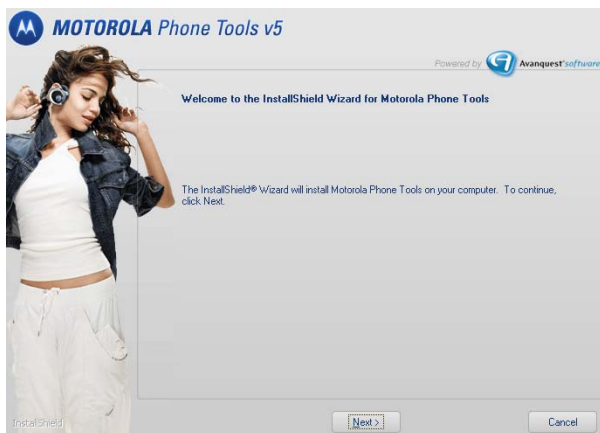 MOTOROLA Phone Tools v5
Powered by Avanquest software
Welcome to the InstallShield Wizard for Motorola Phone Tools
The InstallShield® Wizard will install Motorola Phone Tools on your computer. To continue,
click Next.
InstallShield
Next >
Cancel